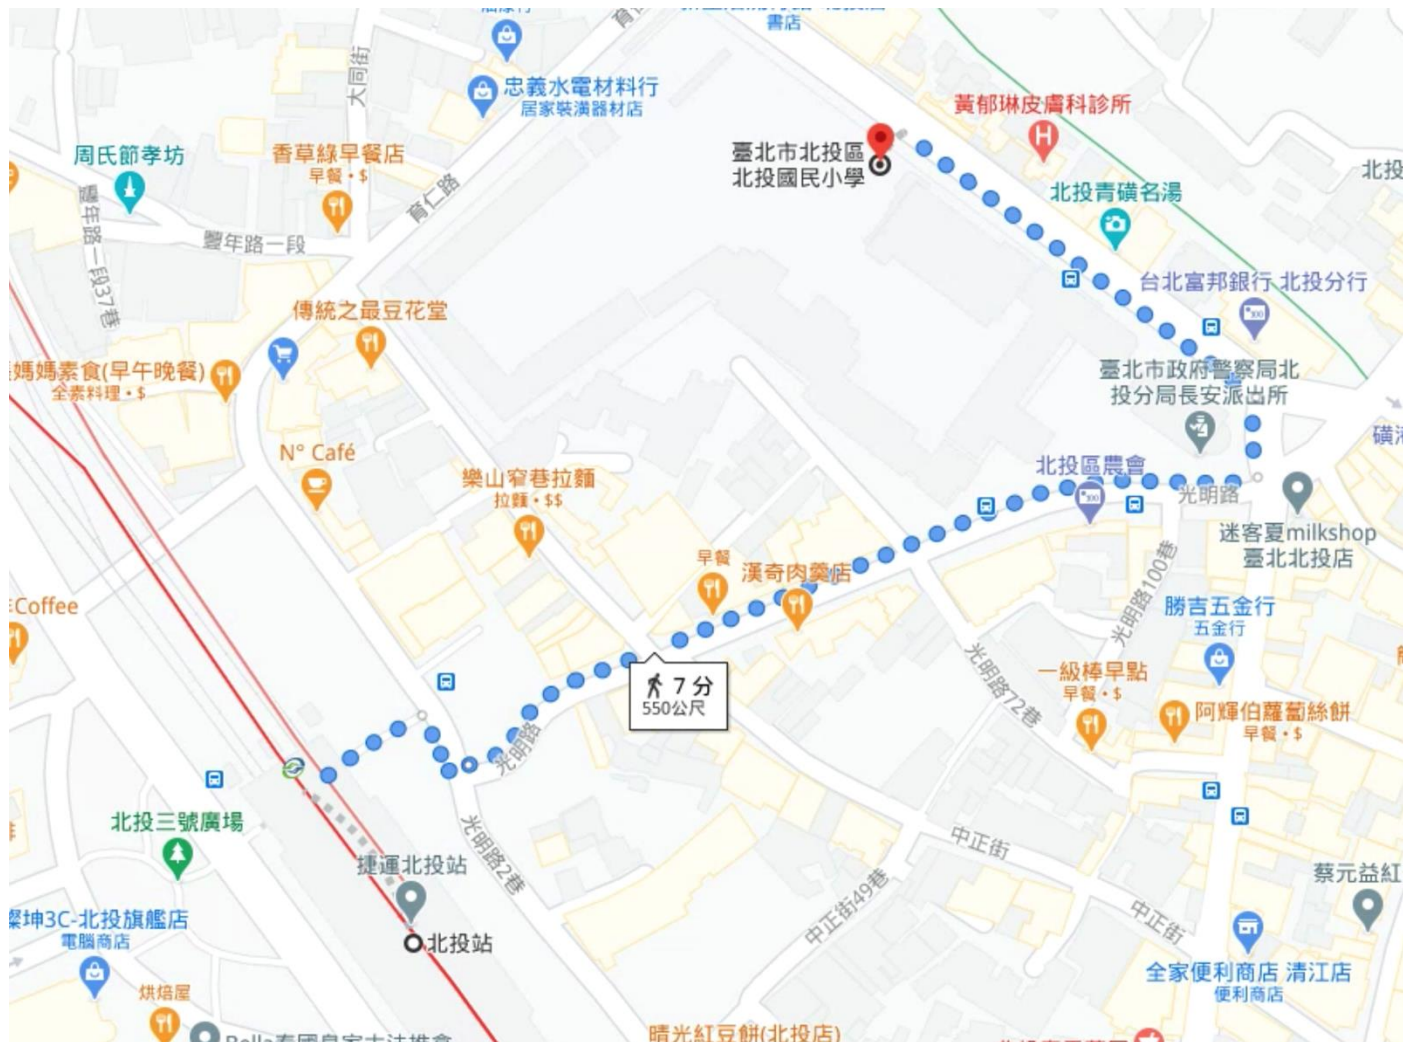 書店
忠義水電材料行
居家裝潢器材店
大同街
黃郁琳皮膚科診所
周氏節孝坊
香草綠早餐店
早餐・$
臺北市北投區
北投國民小學
北投
北投青磺名湯
育仁路
豐年路一段
豐年路一段37巷
台北富邦銀行 北投分行
傳統之最豆花堂
媽媽素食(早午晚餐)
全素料理・$
臺北市政府警察局北
投分局長安派出所
N° Café
樂山窄巷拉麵
拉麵・$$
北投區農會
光明路
迷客夏milkshop
臺北北投店
早餐
漢奇肉羹店
光明路100巷
Coffee
勝吉五金行
五金行
光明路72巷
一級棒早點
早餐・$
7 分
550公尺
阿輝伯蘿蔔絲餅
早餐・$
光明路
北投三號廣場
光明路2巷
中正街
捷運北投站
蔡元益紅
中正街49巷
中正街
燦坤3C-北投旗艦店
電腦商店
北投站
全家便利商店 清江店
便利商店
烘焙屋
晴光紅豆餅(北投店)